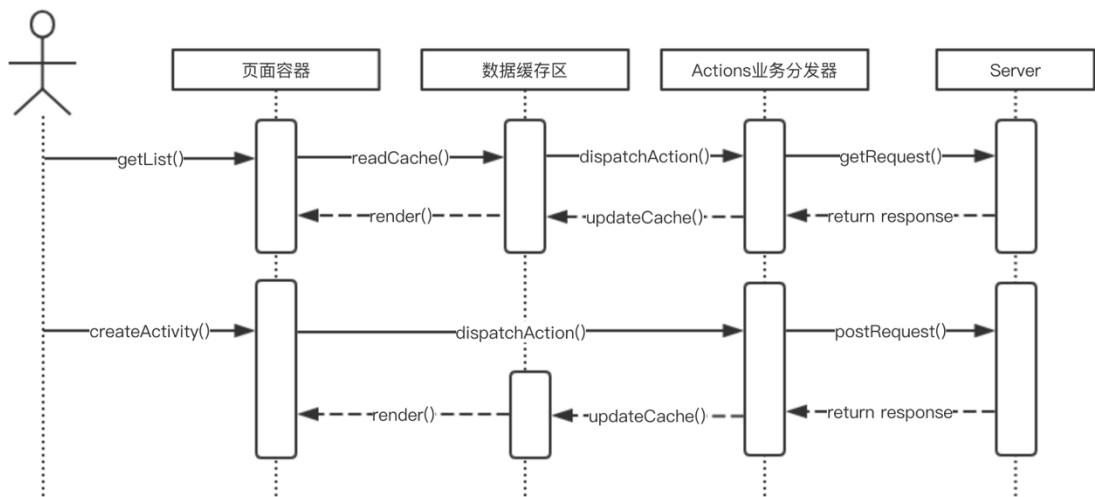 页面容器
数据缓存区
Actions业务分发器
Server
getList()
readCache()
dispatchAction()
getRequest()
render()
updateCache()
return response
createActivity()
dispatchAction()
postRequest()
render()
updateCache()
return response